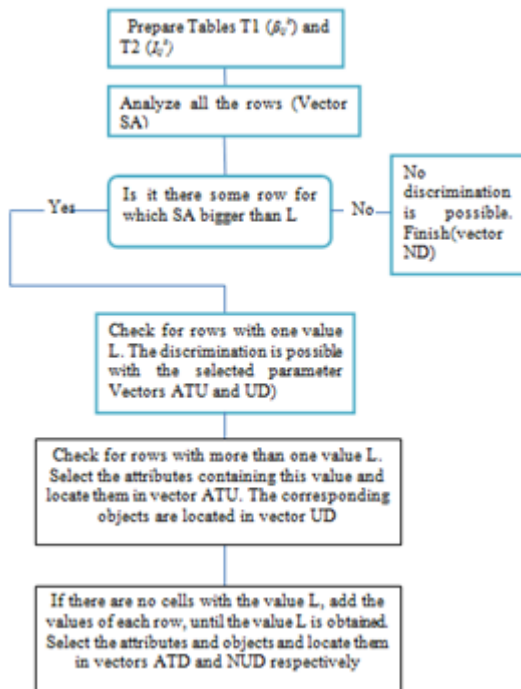 Prepare Tables T1 (βᵢⱼᵏ) and
T2 (Iᵢⱼᵏ)
Analyze all the rows (Vector
SA)
Is it there some row for
which SA bigger than L
Yes
No
No
discrimination
is possible.
Finish(vector
ND)
Check for rows with one value
L. The discrimination is possible
with the selected parameter
Vectors ATU and UD)
Check for rows with more than one value L.
Select the attributes containing this value and
locate them in vector ATU. The corresponding
objects are located in vector UD
If there are no cells with the value L, add the
values of each row, until the value L is obtained.
Select the attributes and objects and locate them
in vectors ATD and NUD respectively